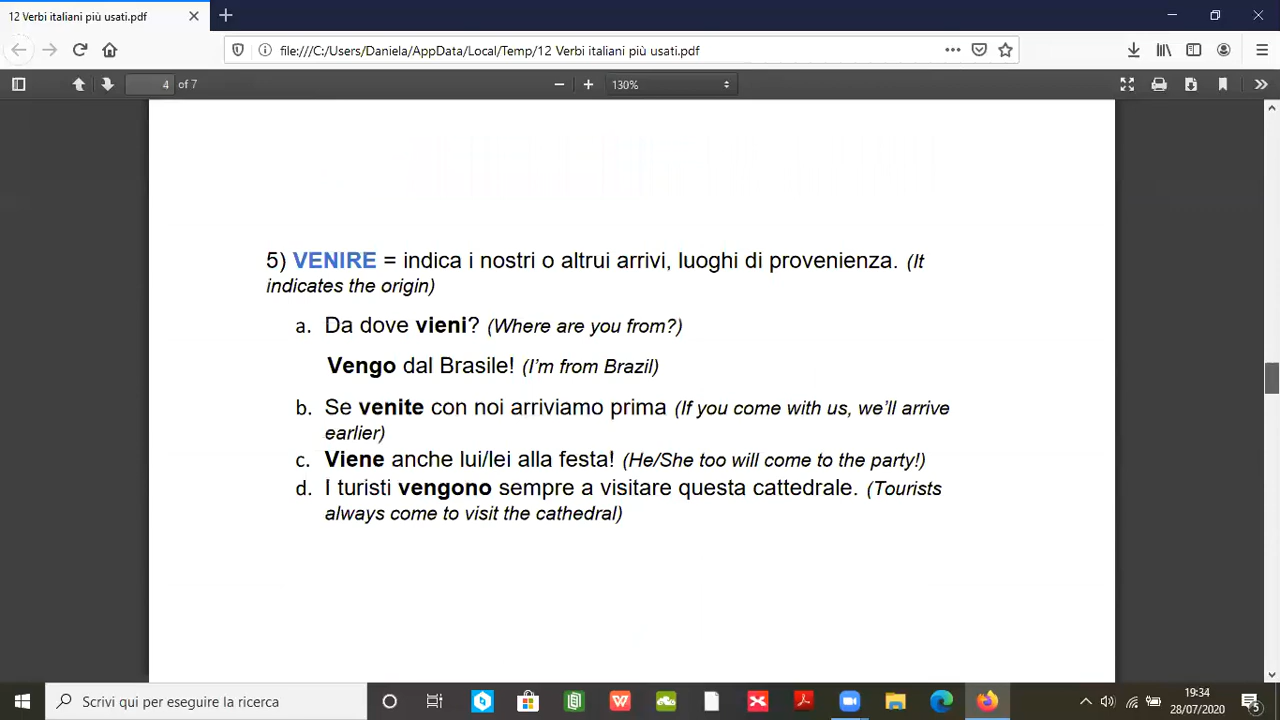 12 Verbi italiani più usati.pdf
file:///C:/Users/Daniela/AppData/Local/Temp/12 Verbi italiani più usati.pdf
4 of 7
130%
5) VENIRE = indica i nostri o altrui arrivi, luoghi di provenienza. (It
indicates the origin)
a. Da dove vieni? (Where are you from?)
Vengo dal Brasile! (I’m from Brazil)
b. Se venite con noi arriviamo prima (If you come with us, we’ll arrive
earlier)
c. Viene anche lui/lei alla festa! (He/She too will come to the party!)
d. I turisti vengono sempre a visitare questa cattedrale. (Tourists
always come to visit the cathedral)
Scrivi qui per eseguire la ricerca
19:34
28/07/2020
5